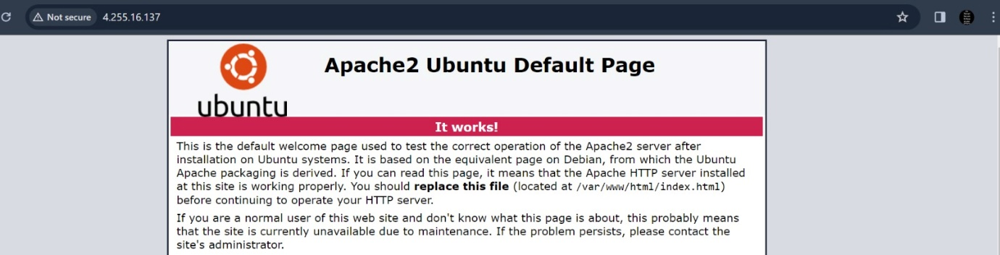 Not secure 4.255.16.137
ubuntu
Apache2 Ubuntu Default Page
It works!
This is the default welcome page used to test the correct operation of the Apache2 server after
installation on Ubuntu systems. It is based on the equivalent page on Debian, from which the Ubuntu
Apache packaging is derived. If you can read this page, it means that the Apache HTTP server installed
at this site is working properly. You should replace this file (located at /var/www/html/index.html)
before continuing to operate your HTTP server.
If you are a normal user of this web site and don't know what this page is about, this probably means
that the site is currently unavailable due to maintenance. If the problem persists, please contact the
site's administrator.